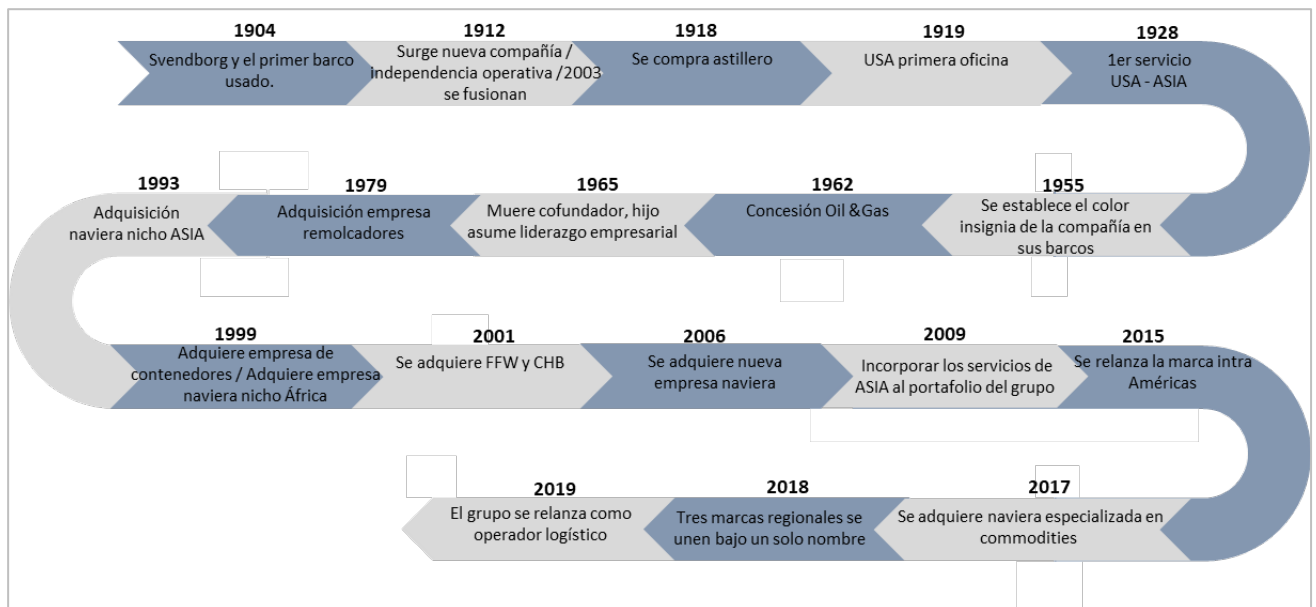 1904
Svendborg y el primer barco
usado.
1912
Surge nueva compañía /
independencia operativa /2003
se fusionan
1918
Se compra astillero
1919
USA primera oficina
1928
1er servicio
USA - ASIA
1955
Se establece el color
insignia de la compañía en
sus barcos
1962
Concesión Oil &Gas
1965
Muere cofundador, hijo
asume liderazgo empresarial
1979
Adquisición empresa
remolcadores
1993
Adquisición
naviera nicho ASIA
1999
Adquiere empresa de
contenedores / Adquiere empresa
naviera nicho África
2001
Se adquiere FFW y CHB
2006
Se adquiere nueva
empresa naviera
2009
Incorporar los servicios de
ASIA al portafolio del grupo
2015
Se relanza la marca intra
Américas
2017
Se adquiere naviera especializada en
commodities
2018
Tres marcas regionales se
unen bajo un solo nombre
2019
El grupo se relanza como
operador logístico